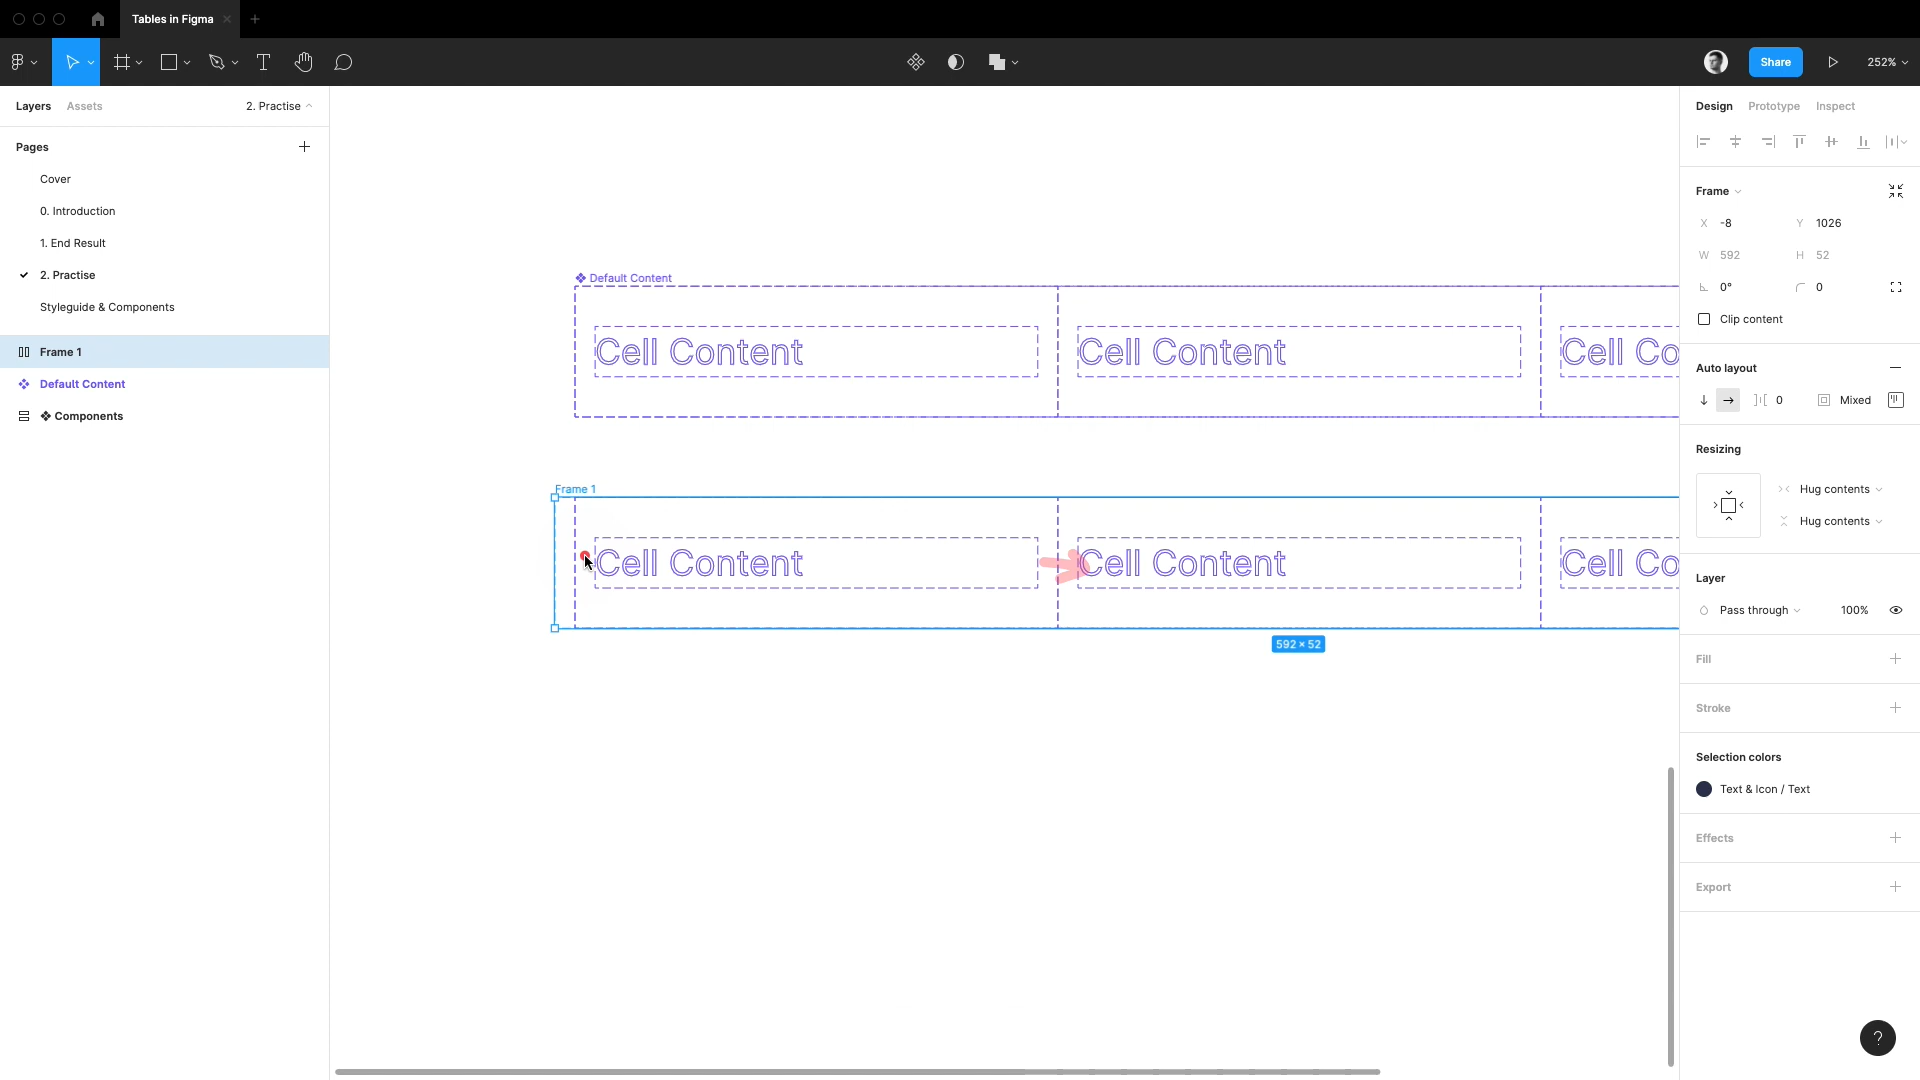 Tables in Figma
Share
252%
Layers
Assets
2. Practise
Pages
Cover
0. Introduction
1. End Result
2. Practise
Styleguide & Components
Frame 1
Default Content
Components
Default Content
Cell Content
Cell Content
Cell Co
Frame 1
Cell Content
Cell Content
Cell Co
592 × 52
Design
Prototype
Inspect
Frame
X -8
Y 1026
W 592
H 52
0°
0
Clip content
Auto layout
0
Mixed
Resizing
Hug contents
Hug contents
Layer
Pass through
100%
Fill
Stroke
Selection colors
Text & Icon / Text
Effects
Export
?